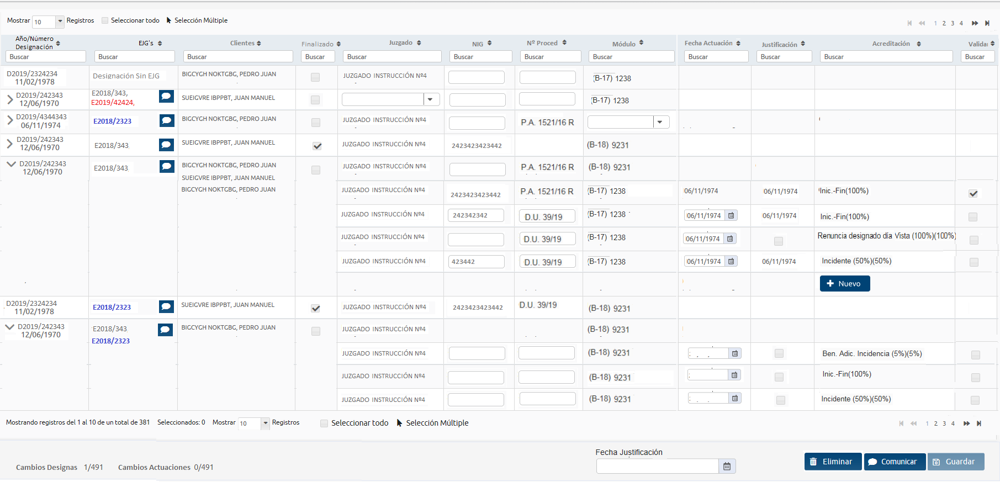 Mostrar 10 Registros Seleccionar todo Selección Múltiple
1 2 3 4
Año/Número Designación EJG's Clientes Finalizado Juzgado NIG Nº Proced Módulo Fecha Actuación Justificación Acreditación Validar
Buscar Buscar Buscar Buscar Buscar Buscar Buscar Buscar Buscar Buscar Buscar Buscar
D2019/2324234 Designación Sin EJG BIGCYGH NOKTGBG, PEDRO JUAN JUZGADO INSTRUCCIÓN Nº4 (B-17) 1238
11/02/1978
D2019/242343 E2018/343, SUEIGVRE IBPPBT, JUAN MANUEL (B-17) 1238
12/06/1970 E2019/42424,
D2019/4344343 E2018/2323 BIGCYGH NOKTGBG, PEDRO JUAN JUZGADO INSTRUCCIÓN Nº4 P.A. 1521/16 R
06/11/1974
D2019/242343 E2018/343, SUEIGVRE IBPPBT, JUAN MANUEL JUZGADO INSTRUCCIÓN Nº4 2423423423442 (B-18) 9231
12/06/1970
D2019/242343 E2018/343, BIGCYGH NOKTGBG, PEDRO JUAN JUZGADO INSTRUCCIÓN Nº4 P.A. 1521/16 R (B-18) 9231
12/06/1970
SUEIGVRE IBPPBT, JUAN MANUEL
BIGCYGH NOKTGBG, PEDRO JUAN JUZGADO INSTRUCCIÓN Nº4 2423423423442 P.A. 1521/16 R (B-17) 1238 06/11/1974 06/11/1974 Inic.-Fin(100%)
JUZGADO INSTRUCCIÓN Nº4 242342342 D.U. 39/19 (B-17) 1238 06/11/1974 06/11/1974 Inic.-Fin(100%)
JUZGADO INSTRUCCIÓN Nº4 D.U. 39/19 (B-17) 1238 06/11/1974 Renuncia designado día Vista (100%)(100%)
JUZGADO INSTRUCCIÓN Nº4 423442 D.U. 39/19 (B-17) 1238 06/11/1974 06/11/1974 Incidente (50%)(50%)
Nuevo
D2019/2324234 E2018/2323 SUEIGVRE IBPPBT, JUAN MANUEL JUZGADO INSTRUCCIÓN Nº4 2423423423442 D.U. 39/19 (B-18) 9231
11/02/1978
D2019/242343 E2018/343, BIGCYGH NOKTGBG, PEDRO JUAN JUZGADO INSTRUCCIÓN Nº4 (B-18) 9231
12/06/1970 E2018/2323
JUZGADO INSTRUCCIÓN Nº4 (B-18) 9231 Ben. Adic. Incidencia (5%)(5%)
JUZGADO INSTRUCCIÓN Nº4 (B-18) 9231 Inic.-Fin(100%)
JUZGADO INSTRUCCIÓN Nº4 (B-18) 9231 Incidente (50%)(50%)
Mostrando registros del 1 al 10 de un total de 381 Seleccionados: 0 Mostrar 10 Registros Seleccionar todo Selección Múltiple 1 2 3 4
Fecha Justificación
Cambios Designas 1/491 Cambios Actuaciones 0/491 Eliminar Comunicar Guardar